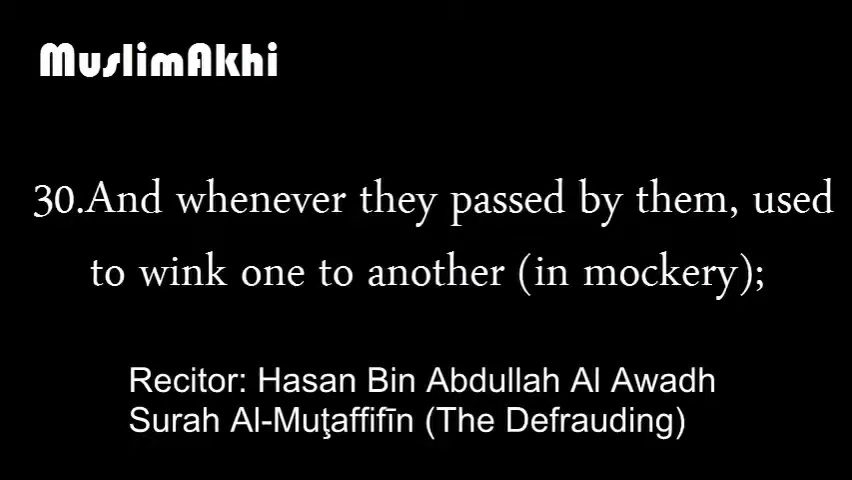 MuslimAkhi
30.And whenever they passed by them, used
to wink one to another (in mockery);
Recitor: Hasan Bin Abdullah Al Awadh
Surah Al-Muţaffifīn (The Defrauding)